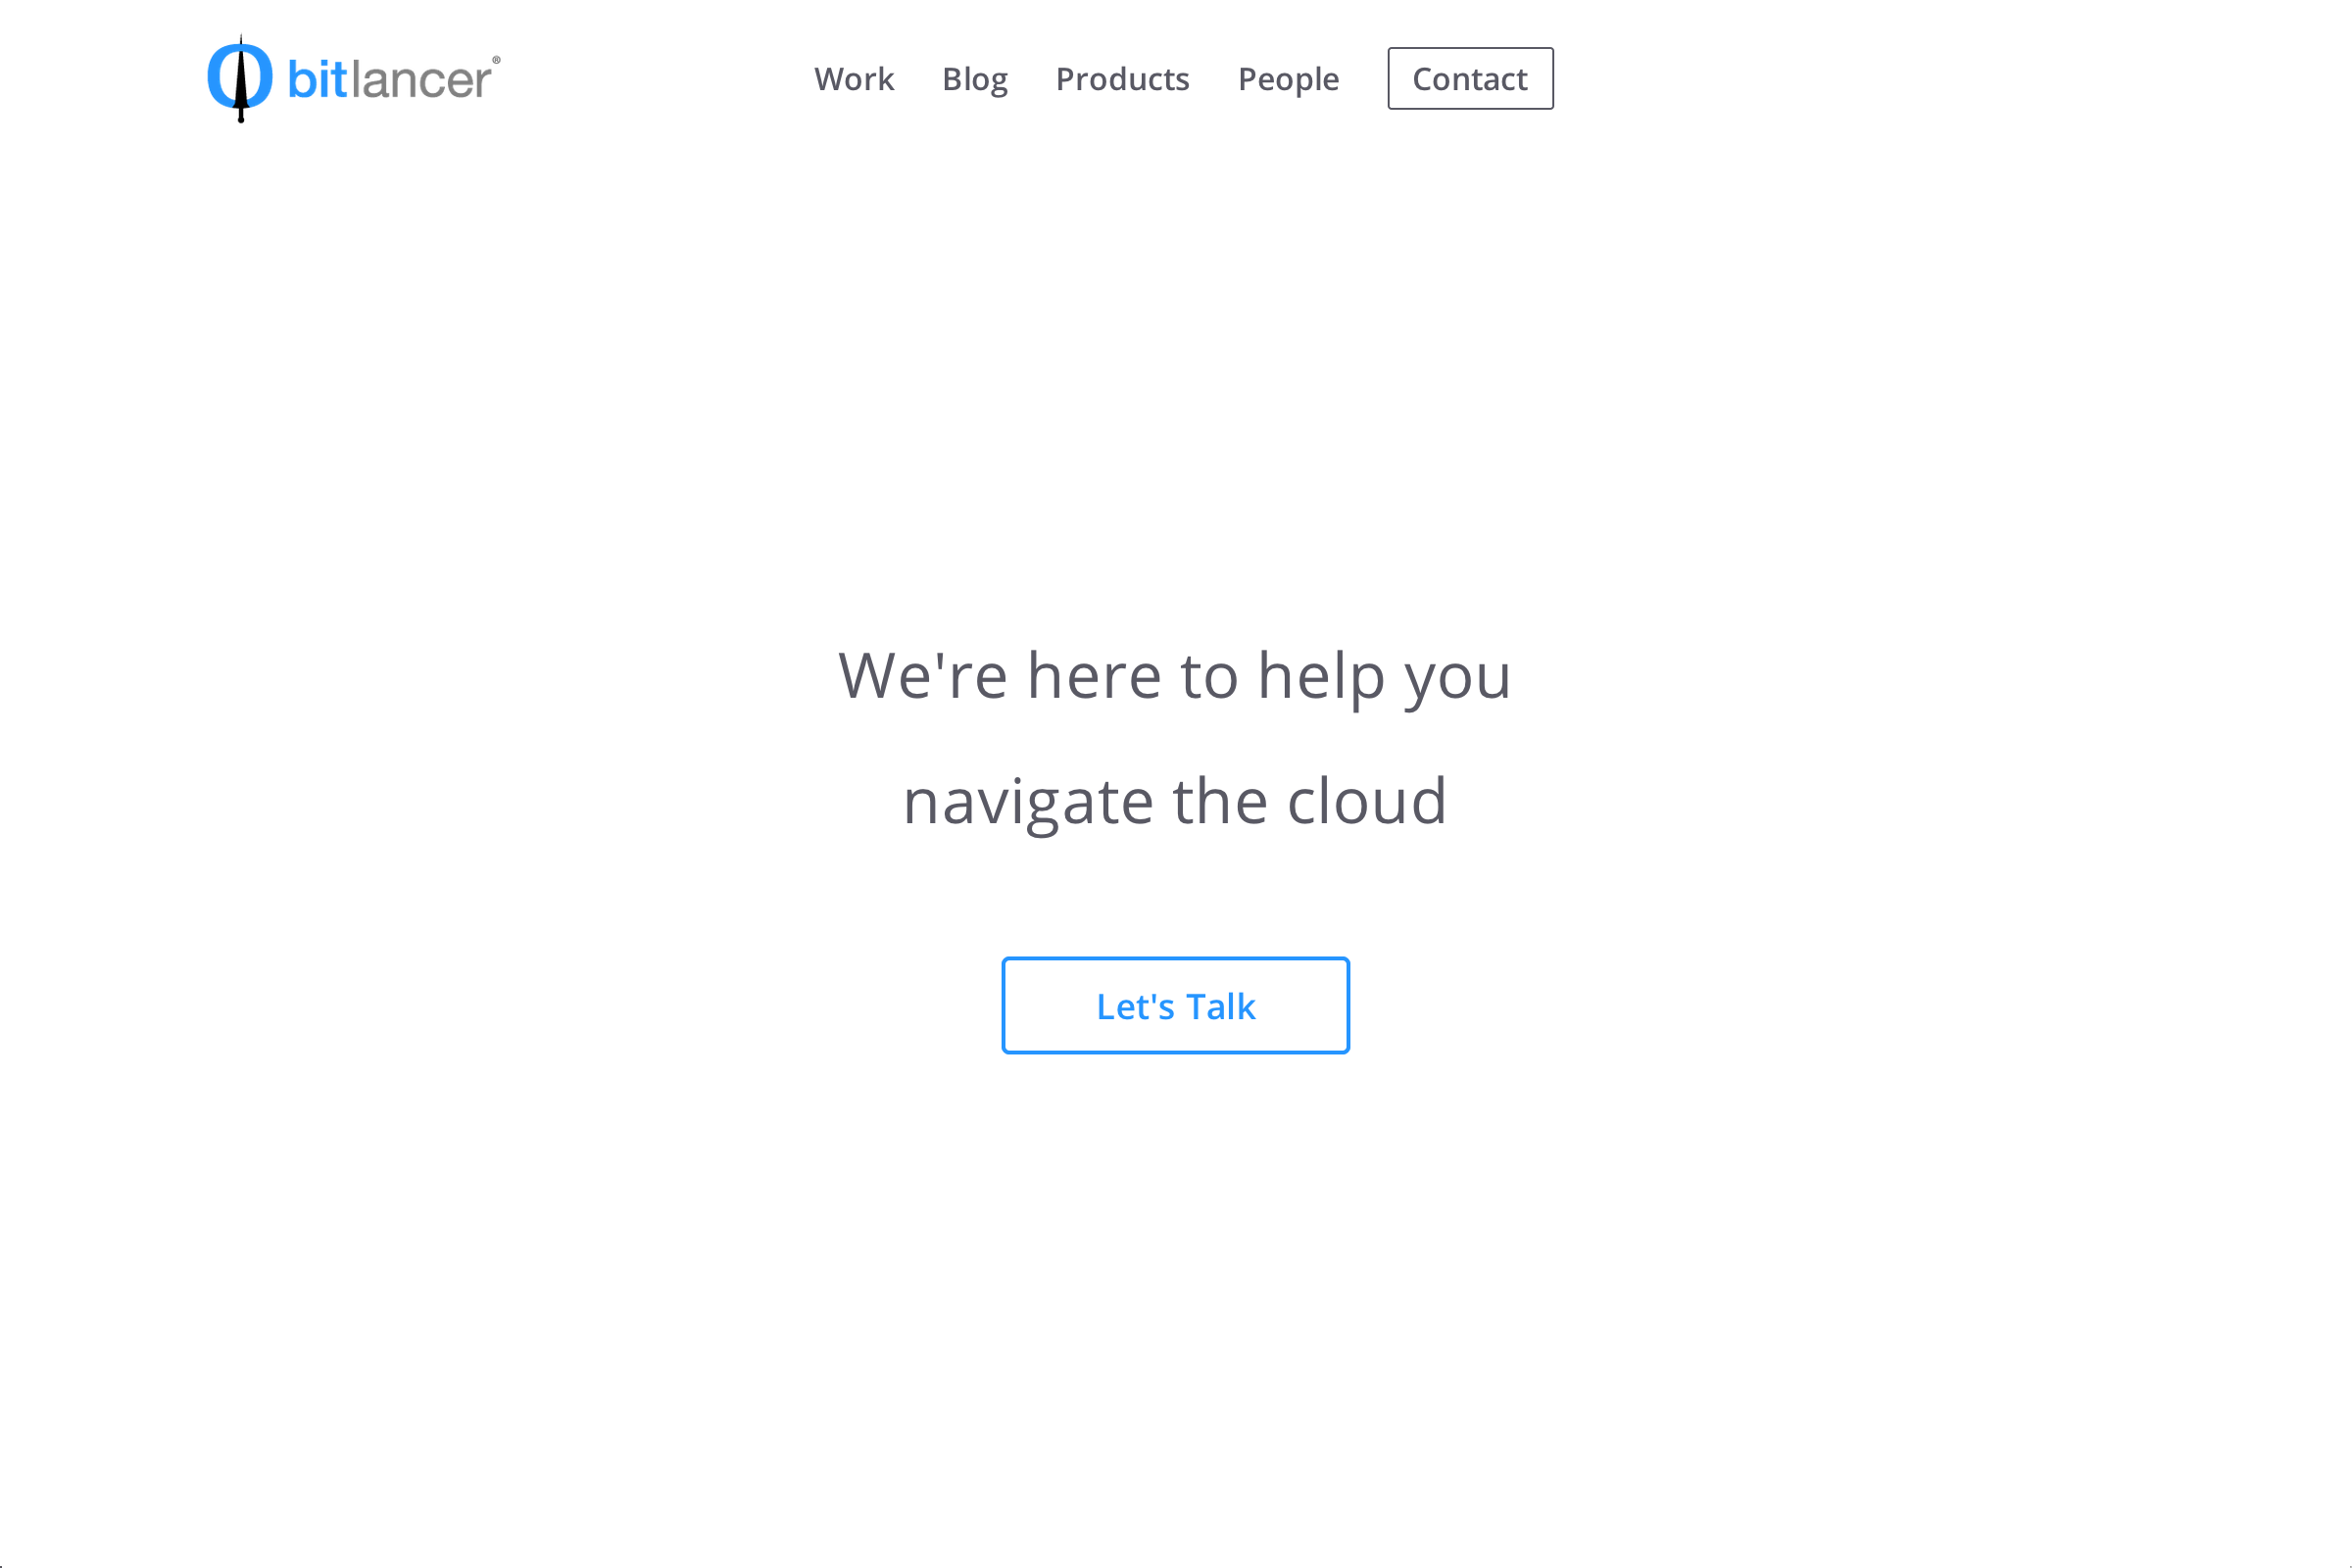 bitlancer®
Work Blog Products People Contact
We're here to help you
navigate the cloud
Let's Talk